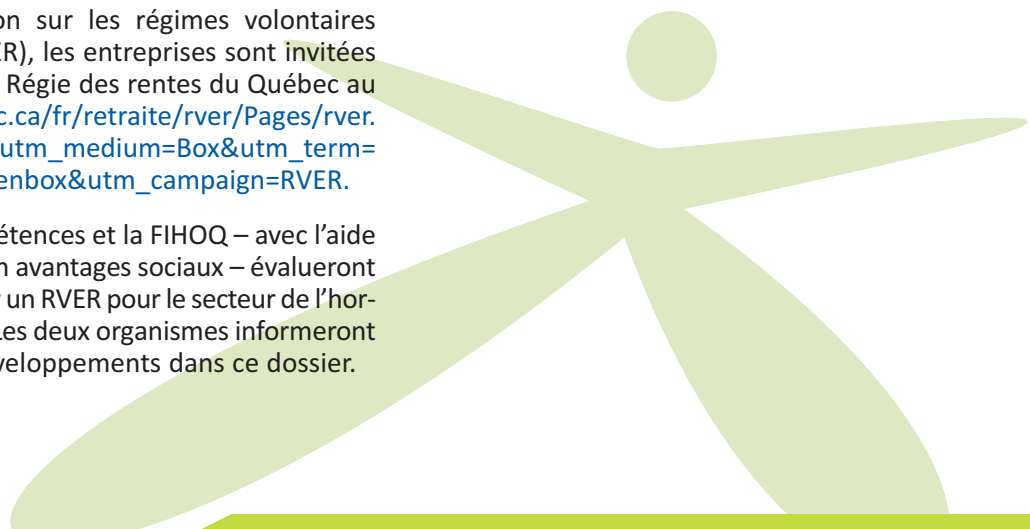 on sur les régimes volontaires
ER), les entreprises sont invitées
Régie des rentes du Québec au
c.ca/fr/retraite/rver/Pages/rver.
utm_medium=Box&utm_term=
enbox&utm_campaign=RVER.
étences et la FIHOQ – avec l’aide
n avantages sociaux – évalueront
r un RVER pour le secteur de l’hor-
Les deux organismes informeront
veloppements dans ce dossier.